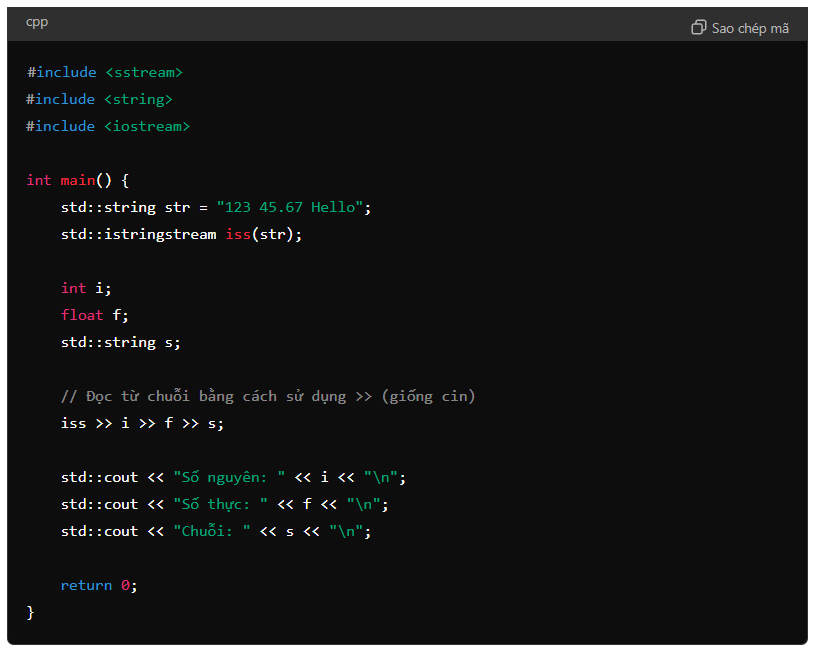 cpp
Sao chép mã
#include <sstream>
#include <string>
#include <iostream>
int main() {
    std::string str = "123 45.67 Hello";
    std::istringstream iss(str);
    int i;
    float f;
    std::string s;
    // Đọc từ chuỗi bằng cách sử dụng >> (giống cin)
    iss >> i >> f >> s;
    std::cout << "Số nguyên: " << i << "\n";
    std::cout << "Số thực: " << f << "\n";
    std::cout << "Chuỗi: " << s << "\n";
    return 0;
}